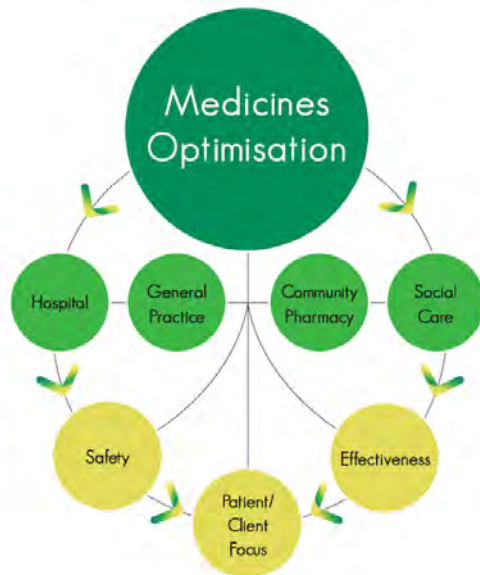 Medicines
Optimisation
Hospital
General
Practice
Community
Pharmacy
Social
Care
Safety
Effectiveness
Patient/
Client
Focus